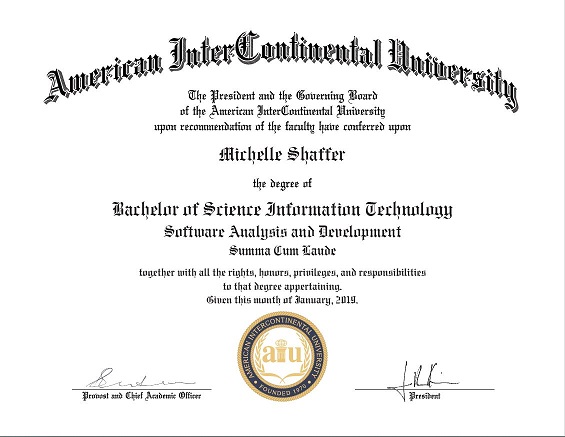 American InterContinental University
The President and the Governing Board
of the American InterContinental University
upon recommendation of the faculty have conferred upon
Michelle Shaffer
the degree of
Bachelor of Science Information Technology
Software Analysis and Development
Summa Cum Laude
together with all the rights, honors, privileges, and responsibilities
to that degree appertaining.
Given this month of January, 2019.
AMERICAN INTERCONTINENTAL UNIVERSITY
aiu
FOUNDED 1970
Provost and Chief Academic Officer
President